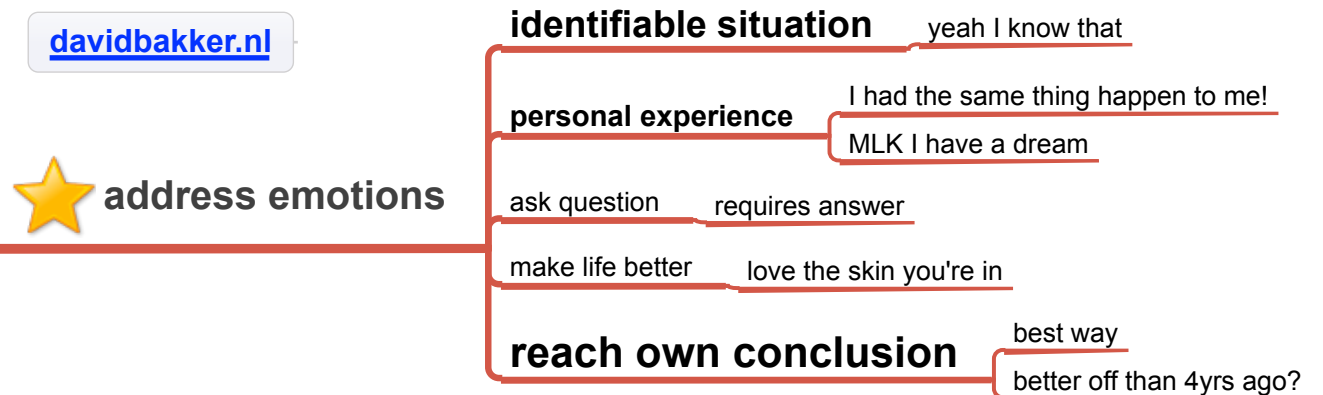 davidbakker.nl
address emotions
identifiable situation
yeah I know that
personal experience
I had the same thing happen to me!
MLK I have a dream
ask question
requires answer
make life better
love the skin you're in
reach own conclusion
best way
better off than 4yrs ago?